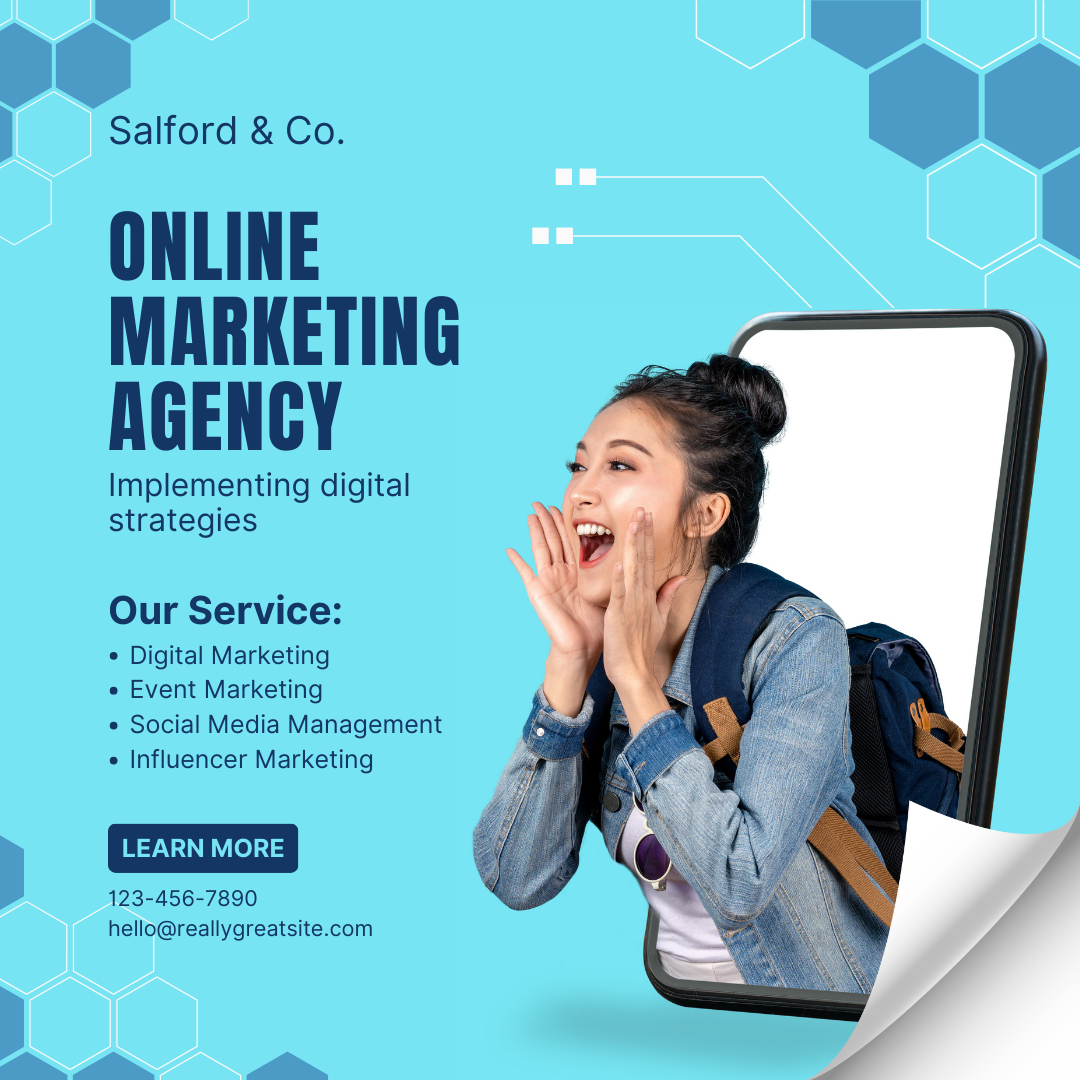 Salford & Co.
ONLINE
MARKETING
AGENCY
Implementing digital
strategies
Our Service:
• Digital Marketing
• Event Marketing
• Social Media Management
• Influencer Marketing
LEARN MORE
123-456-7890
hello@reallygreatsite.com